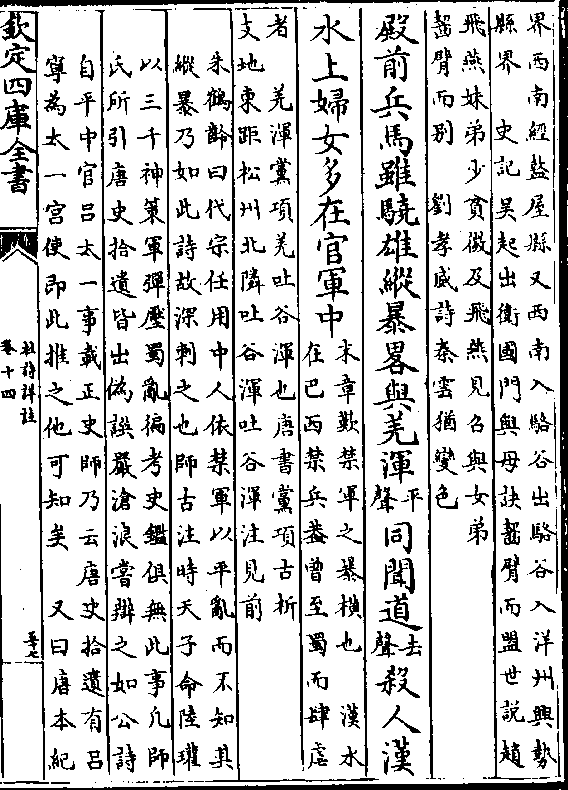 界西南經盩厔縣又西南入駱谷出駱谷入洋州興勢
縣界　史記吳起出衛國門與母訣齧臂而盟世說趙
飛燕妹弟少貧微及飛燕見召與女弟
齧臂而別　劉孝威詩秦雲猶變色
殿前兵馬雖驍雄縱暴畧與羌渾平聲同聞道去聲殺人漢
水上婦女多在官軍中
末章歎禁軍之暴橫也　漢水
在巴西禁兵葢曾至蜀而肆虐
者　羌渾黨項羌吐谷渾也唐書黨項古析
支地東距松州北隣吐谷渾吐谷渾注見前
朱鶴齡曰代宗任用中人依禁軍以平亂而不知其
縱暴乃如此詩故深刺之也師古注時天子命陸瓘
以三千神策軍彈壓蜀亂徧考史鑑俱無此事凡師
氏所引唐史拾遺皆出偽譔嚴滄浪嘗辯之如公詩
自平中官呂太一事載正史師乃云唐史拾遺有呂
寧為太一宮使即此推之他可知矣　又曰唐本紀
欽定四庫全書
杜詩詳註
卷十四